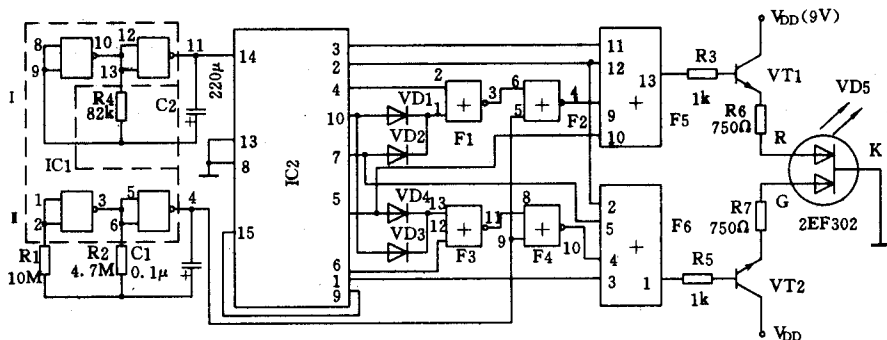 I
8
9
10
12
13
11
R4
82k
C2
220μ
IC1
II
1
2
3
5
6
4
R1
10M
R2
4.7M
C1
0.1μ
14
13
8
15
IC2
3
2
4
10
7
5
6
1
9
VD1
VD2
VD4
VD3
2
1
3
F1
6
5
4
F2
13
12
11
F3
8
9
10
F4
11
12
13
9
10
F5
2
5
4
3
1
F6
R3
1k
R5
1k
VDD(9V)
VT1
R6
750Ω
R
VD5
K
G
2EF302
R7
750Ω
VT2
VDD